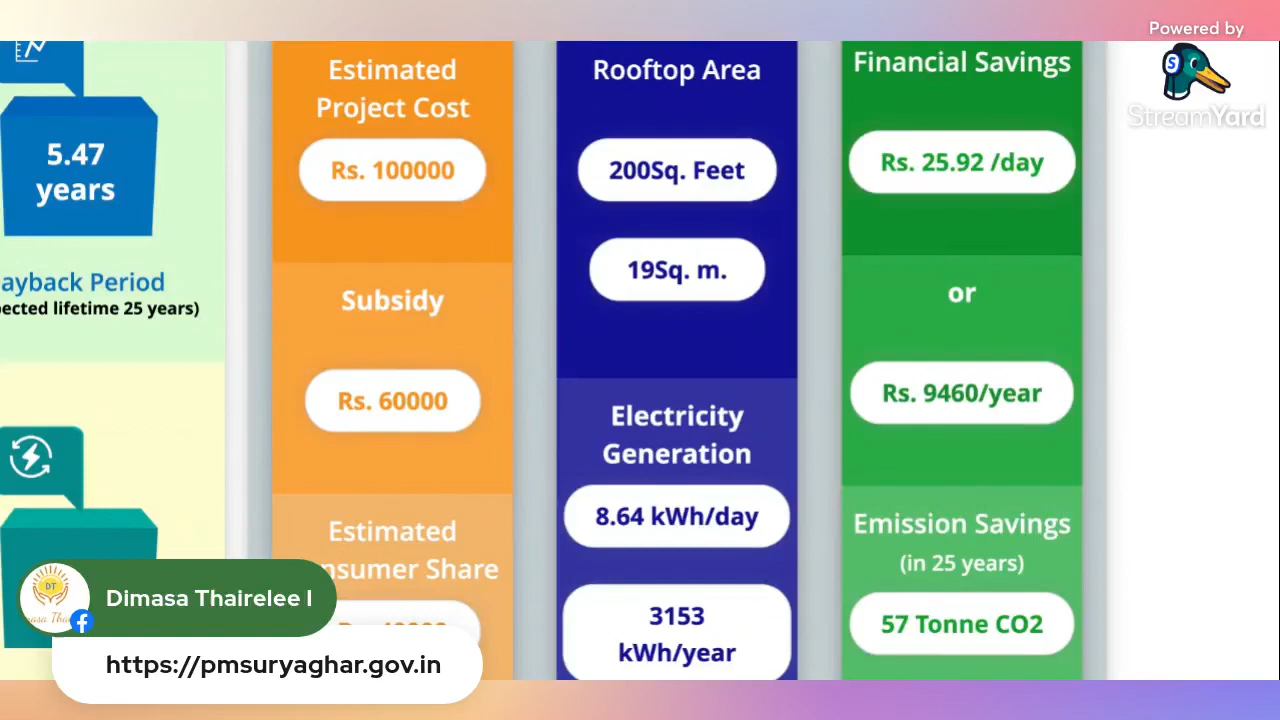 Powered by
StreamYard
5.47
years
ayback Period
ected lifetime 25 years)
Estimated
Project Cost
Rs. 100000
Subsidy
Rs. 60000
Estimated
nsumer Share
Rooftop Area
200Sq. Feet
19Sq. m.
Electricity
Generation
8.64 kWh/day
3153
kWh/year
Financial Savings
Rs. 25.92 /day
or
Rs. 9460/year
Emission Savings
(in 25 years)
57 Tonne CO2
DT
Dimasa Thairelee
https://pmsuryaghar.gov.in